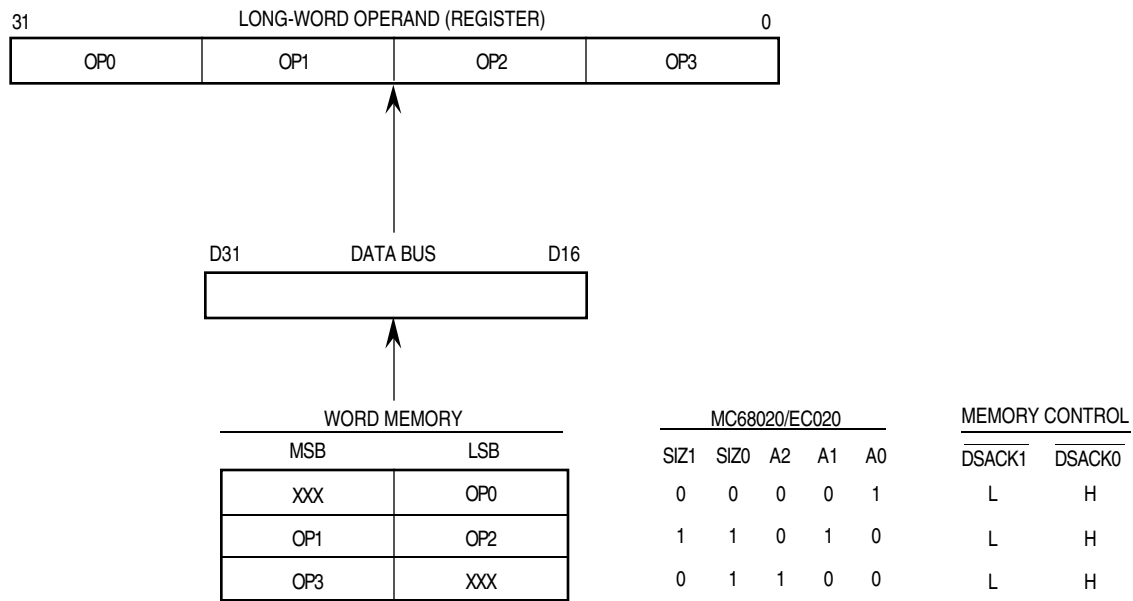 31 LONG-WORD OPERAND (REGISTER) 0
OP0 OP1 OP2 OP3
D31 DATA BUS D16
WORD MEMORY MC68020/EC020 MEMORY CONTROL
MSB LSB SIZ1 SIZ0 A2 A1 A0 DSACK1 DSACK0
XXX OP0 0 0 0 0 1 L H
OP1 OP2 1 1 0 1 0 L H
OP3 XXX 0 1 1 0 0 L H